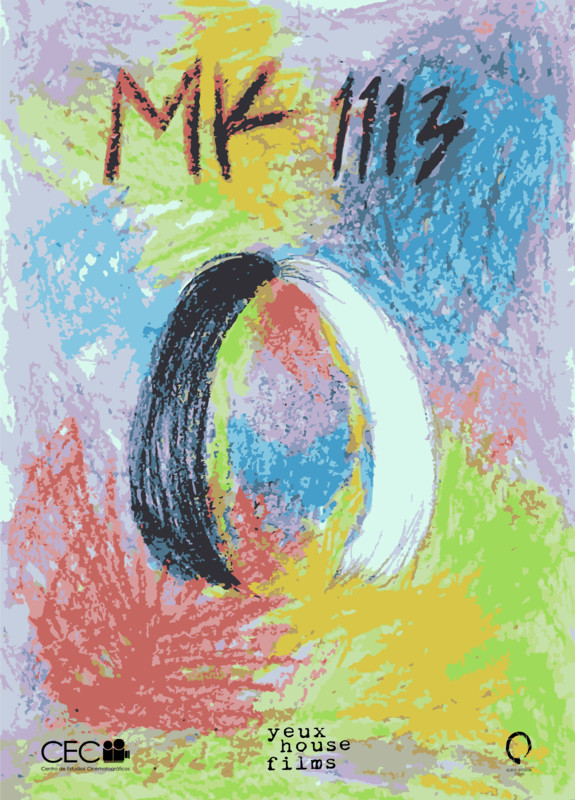 MK 1113
CEC
Centro de Estudios Cinematográficos
yeux
house
films